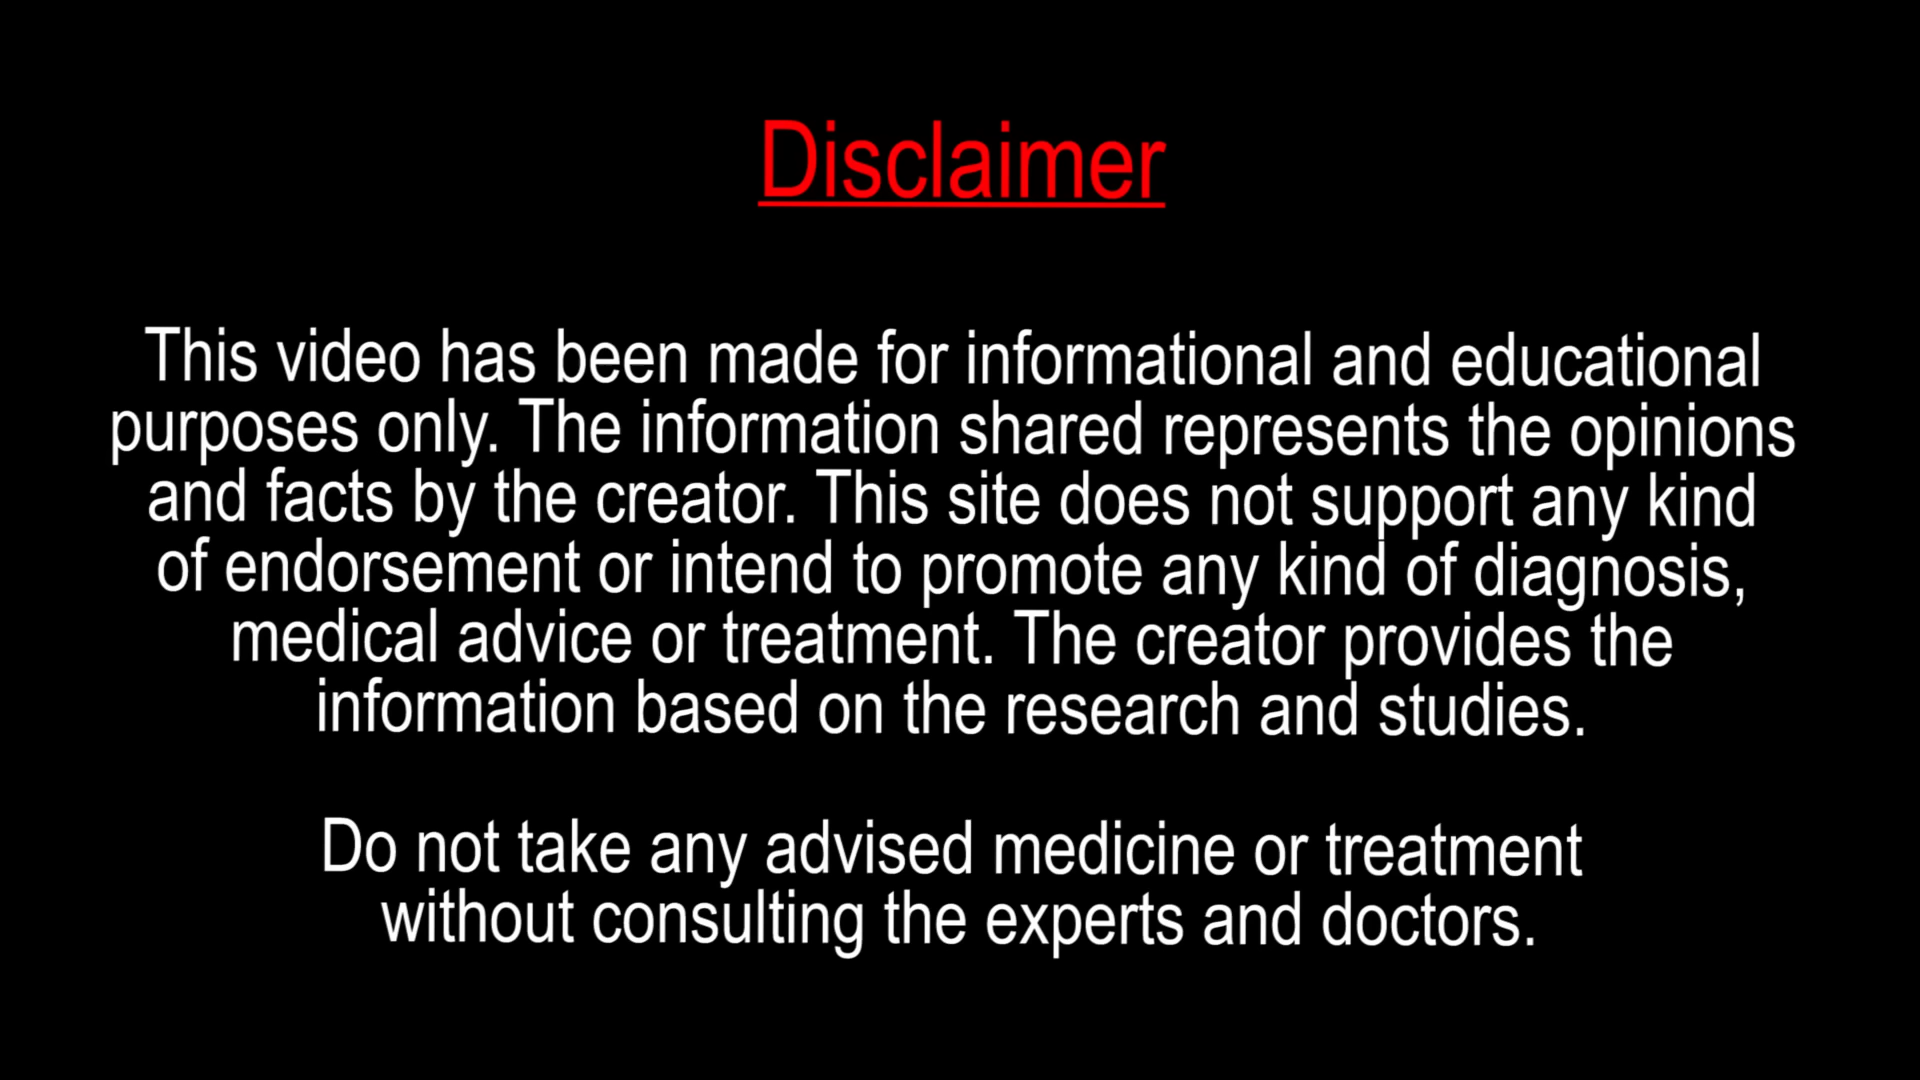 Disclaimer
This video has been made for informational and educational
purposes only. The information shared represents the opinions
and facts by the creator. This site does not support any kind
of endorsement or intend to promote any kind of diagnosis,
medical advice or treatment. The creator provides the
information based on the research and studies.
Do not take any advised medicine or treatment
without consulting the experts and doctors.